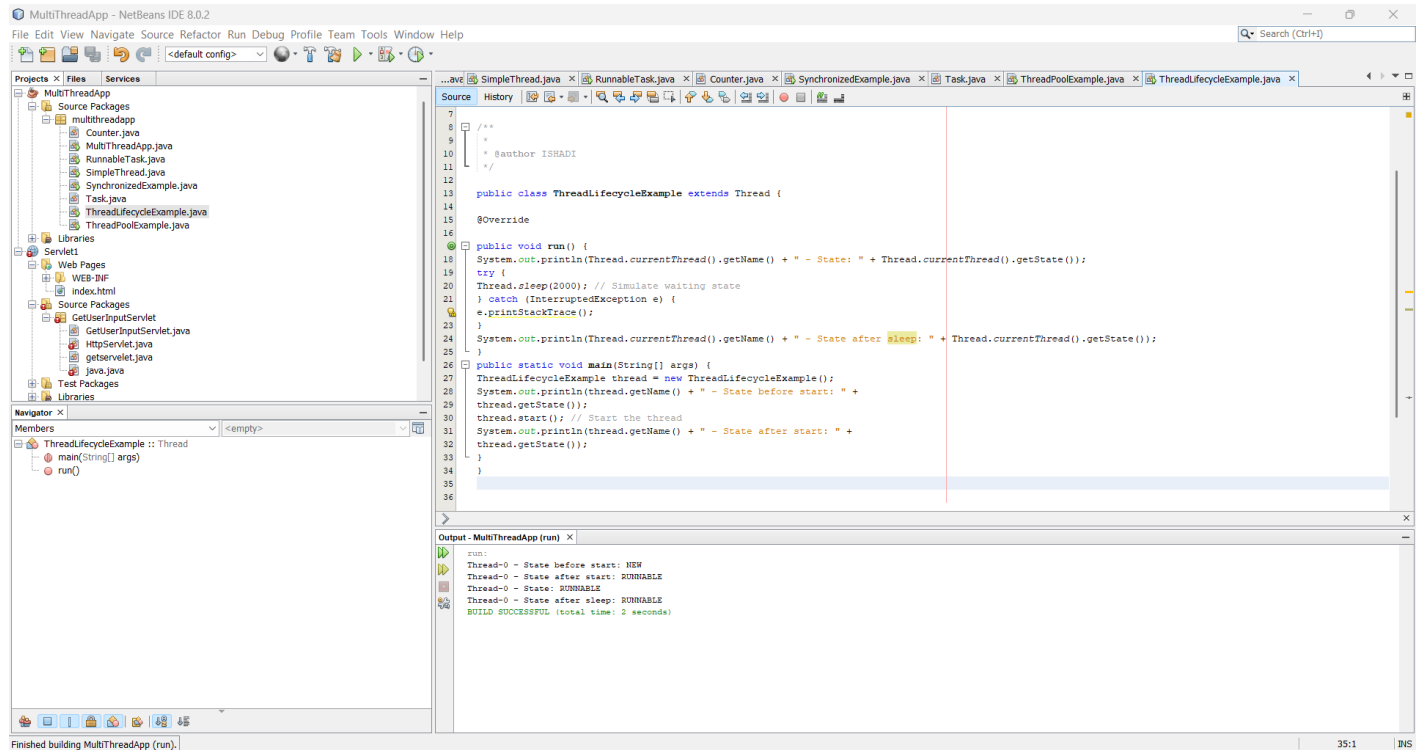 MultiThreadApp - NetBeans IDE 8.0.2
File Edit View Navigate Source Refactor Run Debug Profile Team Tools Window Help
Search (Ctrl+I)
<default config>
Projects × Files Services
MultiThreadApp
Source Packages
multithreadapp
Counter.java
MultiThreadApp.java
RunnableTask.java
SimpleThread.java
SynchronizedExample.java
Task.java
ThreadLifecycleExample.java
ThreadPoolExample.java
Libraries
Servlet1
Web Pages
WEB-INF
index.html
Source Packages
GetUserInputServlet
GetUserInputServlet.java
HttpServlet.java
getservelet.java
java.java
Test Packages
Libraries
Navigator ×
Members <empty>
ThreadLifecycleExample :: Thread
main(String[] args)
run()
...ava SimpleThread.java × RunnableTask.java × Counter.java × SynchronizedExample.java × Task.java × ThreadPoolExample.java × ThreadLifecycleExample.java ×
Source History
7
8 /**
9 *
10 * @author ISHADI
11 */
12
13 public class ThreadLifecycleExample extends Thread {
14
15 @Override
16
public void run() {
18 System.out.println(Thread.currentThread().getName() + " - State: " + Thread.currentThread().getState());
19 try {
20 Thread.sleep(2000); // Simulate waiting state
21 } catch (InterruptedException e) {
e.printStackTrace();
23 }
24 System.out.println(Thread.currentThread().getName() + " - State after sleep: " + Thread.currentThread().getState());
25 }
26 public static void main(String[] args) {
27 ThreadLifecycleExample thread = new ThreadLifecycleExample();
28 System.out.println(thread.getName() + " - State before start: " +
29 thread.getState());
30 thread.start(); // Start the thread
31 System.out.println(thread.getName() + " - State after start: " +
32 thread.getState());
33 }
34 }
35
36
Output - MultiThreadApp (run) ×
run:
Thread-0 - State before start: NEW
Thread-0 - State after start: RUNNABLE
Thread-0 - State: RUNNABLE
Thread-0 - State after sleep: RUNNABLE
BUILD SUCCESSFUL (total time: 2 seconds)
Finished building MultiThreadApp (run).
35:1 INS